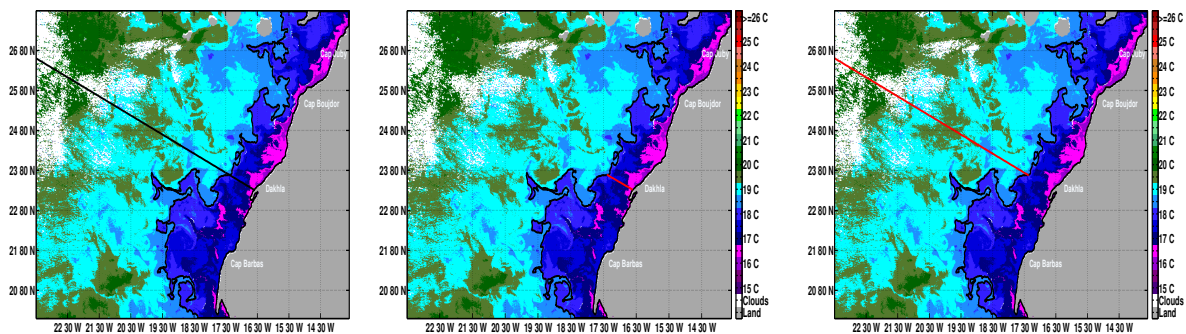 26 80 N
25 80 N
24 80 N
23 80 N
22 80 N
21 80 N
20 80 N
22 30 W 21 30 W 20 30 W 19 30 W 18 30 W 17 30 W 16 30 W 15 30 W 14 30 W
Cap Juby
Cap Boujdor
Dakhla
Cap Barbas
26 80 N
25 80 N
24 80 N
23 80 N
22 80 N
21 80 N
20 80 N
22 30 W 21 30 W 20 30 W 19 30 W 18 30 W 17 30 W 16 30 W 15 30 W 14 30 W
Cap Juby
Cap Boujdor
Dakhla
Cap Barbas
>=26 C
25 C
24 C
23 C
22 C
21 C
20 C
19 C
18 C
17 C
16 C
15 C
Clouds
Land
26 80 N
25 80 N
24 80 N
23 80 N
22 80 N
21 80 N
20 80 N
22 30 W 21 30 W 20 30 W 19 30 W 18 30 W 17 30 W 16 30 W 15 30 W 14 30 W
Cap Juby
Cap Boujdor
Dakhla
Cap Barbas
>=26 C
25 C
24 C
23 C
22 C
21 C
20 C
19 C
18 C
17 C
16 C
15 C
Clouds
Land